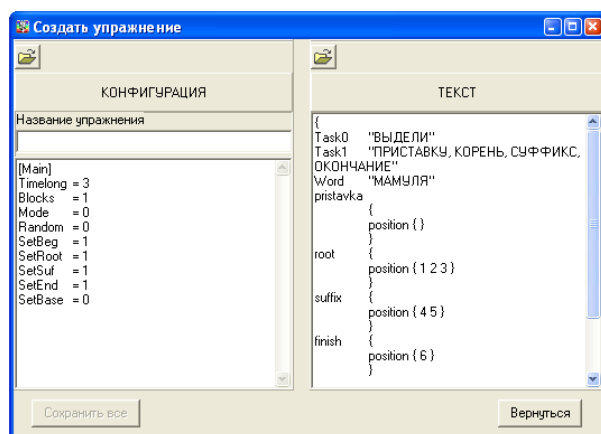 Создать упражнение
КОНФИГУРАЦИЯ
Название упражнения
[Main]
Timelong = 3
Blocks = 1
Mode = 0
Random = 0
SetBeg = 1
SetRoot = 1
SetSuf = 1
SetEnd = 1
SetBase = 0
Сохранить все
ТЕКСТ
{
Task0 "ВЫДЕЛИ"
Task1 "ПРИСТАВКУ, КОРЕНЬ, СУФФИКС,
ОКОНЧАНИЕ"
Word "МАМУЛЯ"
pristavka
{
position { }
}
root {
position { 1 2 3 }
}
suffix {
position { 4 5 }
}
finish {
position { 6 }
}
Вернуться